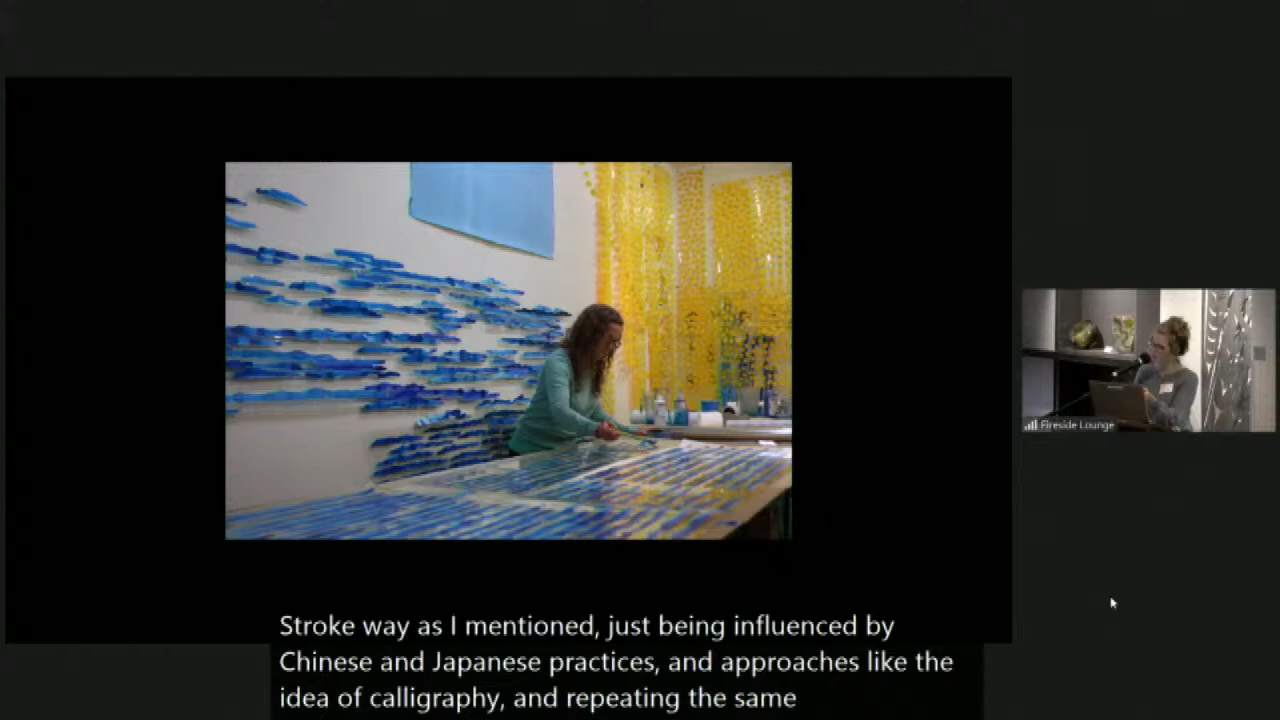 Fireside Lounge
Stroke way as I mentioned, just being influenced by
Chinese and Japanese practices, and approaches like the
idea of calligraphy, and repeating the same